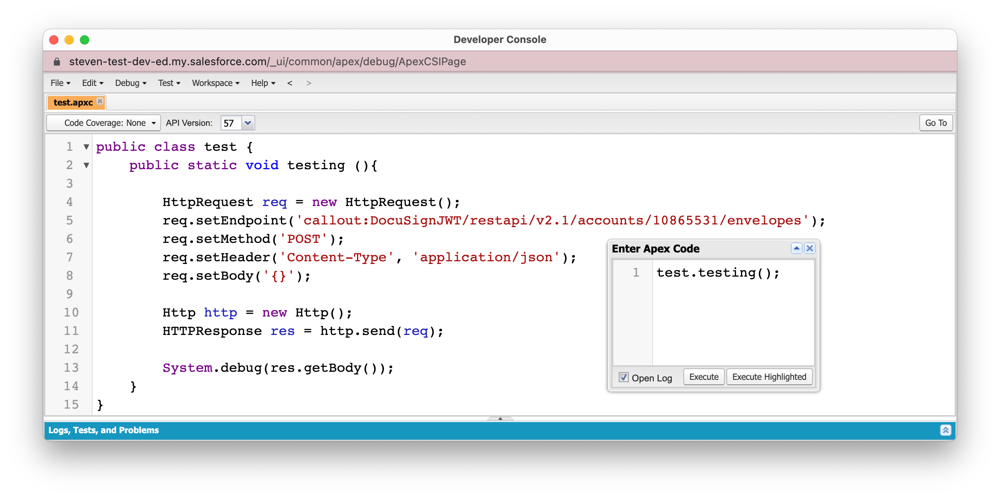 Developer Console
steven-test-dev-ed.my.salesforce.com/_ui/common/apex/debug/ApexCSIPage
File Edit Debug Test Workspace Help < >
test.apxc
Code Coverage: None API Version: 57 Go To
1 public class test {
2 public static void testing (){
3
4 HttpRequest req = new HttpRequest();
5 req.setEndpoint('callout:DocuSignJWT/restapi/v2.1/accounts/10865531/envelopes');
6 req.setMethod('POST');
7 req.setHeader('Content-Type', 'application/json');
8 req.setBody('{}');
9
10 Http http = new Http();
11 HTTPResponse res = http.send(req);
12
13 System.debug(res.getBody());
14 }
15 }
Enter Apex Code
1 test.testing();
Open Log Execute Execute Highlighted
Logs, Tests, and Problems